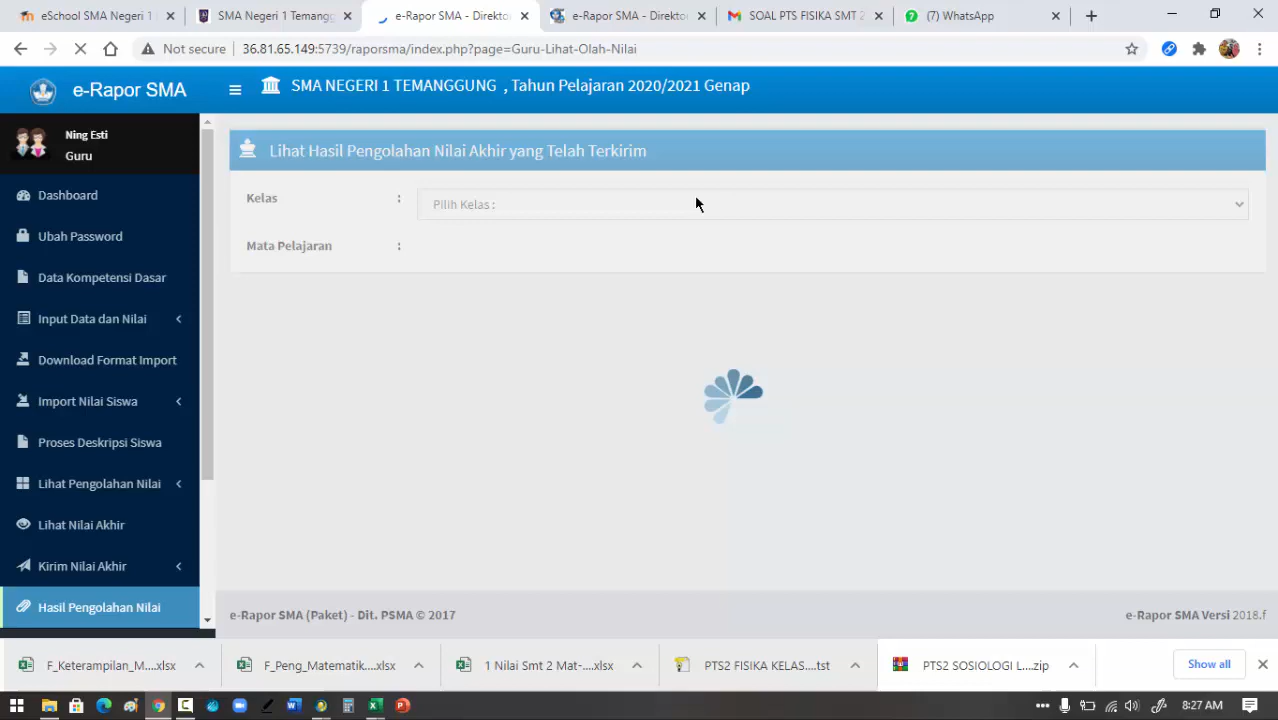 eSchool SMA Negeri 1
SMA Negeri 1 Temangg
e-Rapor SMA - Direkto
e-Rapor SMA - Direkto
SOAL PTS FISIKA SMT 2
(7) WhatsApp
Not secure
36.81.65.149:5739/raporsma/index.php?page=Guru-Lihat-Olah-Nilai
e-Rapor SMA
SMA NEGERI 1 TEMANGGUNG , Tahun Pelajaran 2020/2021 Genap
Ning Esti
Guru
Dashboard
Ubah Password
Data Kompetensi Dasar
Input Data dan Nilai
Download Format Import
Import Nilai Siswa
Proses Deskripsi Siswa
Lihat Pengolahan Nilai
Lihat Nilai Akhir
Kirim Nilai Akhir
Hasil Pengolahan Nilai
Lihat Hasil Pengolahan Nilai Akhir yang Telah Terkirim
Kelas :
Pilih Kelas :
Mata Pelajaran :
e-Rapor SMA (Paket) - Dit. PSMA © 2017
e-Rapor SMA Versi 2018.f
F_Keterampilan_M....xlsx
F_Peng_Matematik....xlsx
1 Nilai Smt 2 Mat-....xlsx
PTS2 FISIKA KELAS....tst
PTS2 SOSIOLOGI L....zip
Show all
8:27 AM